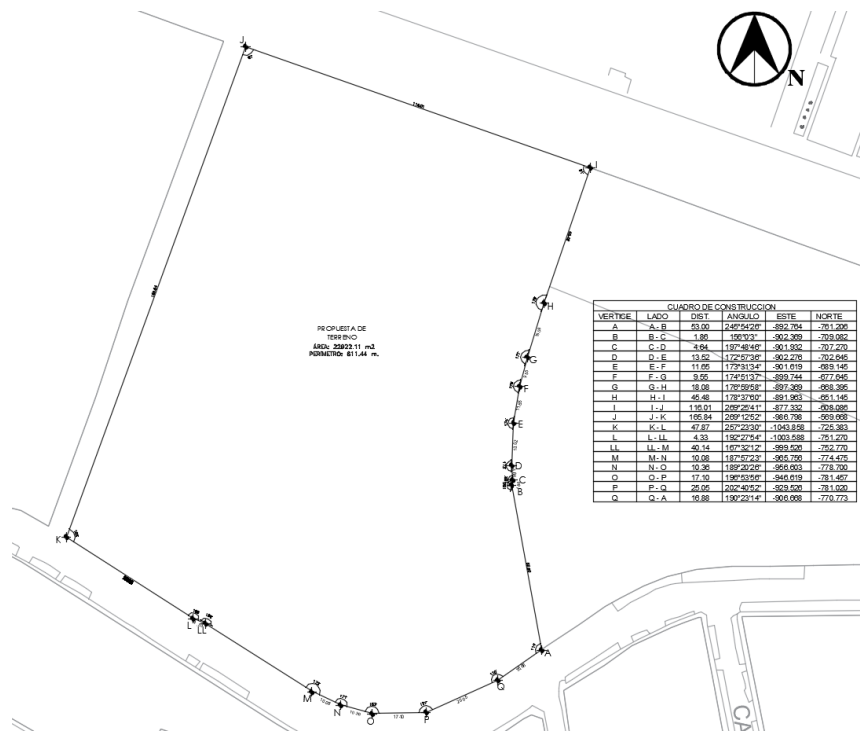 N
J
I
H
G
F
E
D
C
B
A
Q
P
O
N
M
LL
L
K
PROPUESTA DE
TERRENO
ÁREA: 23922.11 m2
PERIMETRO: 611.44 m.
CUADRO DE CONSTRUCCION
VERTICE LADO DIST. ANGULO ESTE NORTE
A A - B 53.00 245°54'26" -892.764 -761.206
B B - C 1.86 156°0'3" -902.369 -709.082
C C - D 4.64 197°48'46" -901.932 -707.270
D D - E 13.52 172°57'36" -902.276 -702.645
E E - F 11.65 173°31'34" -901.619 -689.145
F F - G 9.55 174°51'37" -899.744 -677.645
G G - H 18.08 176°59'58" -897.369 -668.395
H H - I 45.48 178°37'60" -891.963 -651.145
I I - J 116.01 269°25'41" -877.332 -608.086
J J - K 165.84 269°12'52" -986.798 -569.668
K K - L 47.87 257°23'30" -1043.858 -725.383
L L - LL 4.33 192°27'54" -1003.588 -751.270
LL LL - M 40.14 167°32'12" -999.526 -752.770
M M - N 10.08 187°57'23" -965.756 -774.475
N N - O 10.36 189°20'26" -956.603 -778.700
O O - P 17.10 196°53'56" -946.619 -781.457
P P - Q 25.05 202°40'52" -929.526 -781.020
Q Q - A 16.88 190°23'14" -906.668 -770.773
CA